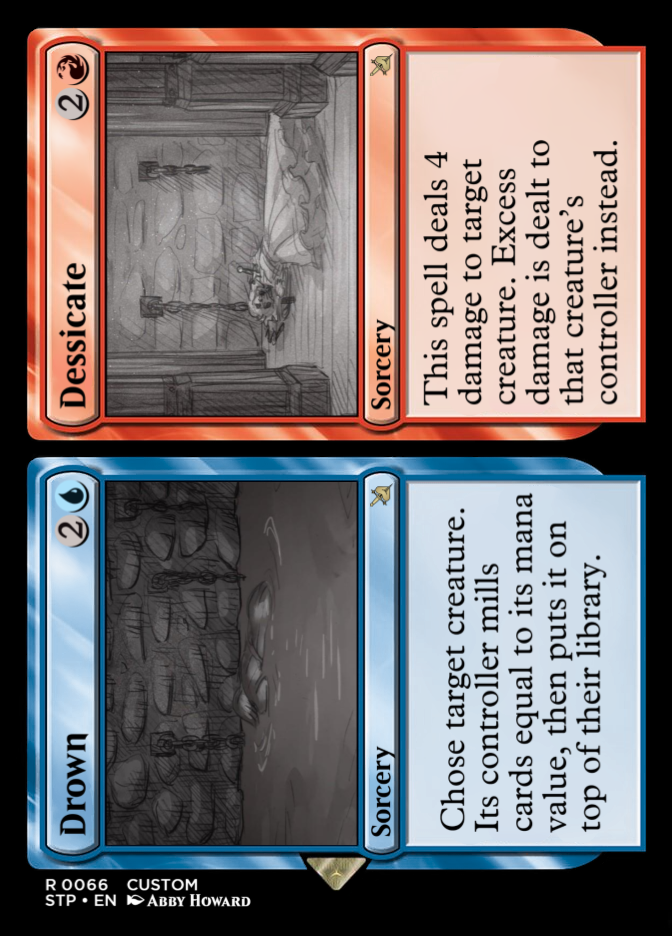 Drown
2
Sorcery
Chose target creature.
Its controller mills
cards equal to its mana
value, then puts it on
top of their library.
Dessicate
2
Sorcery
This spell deals 4
damage to target
creature. Excess
damage is dealt to
that creature's
controller instead.
R 0066 CUSTOM
STP • EN ABBY HOWARD